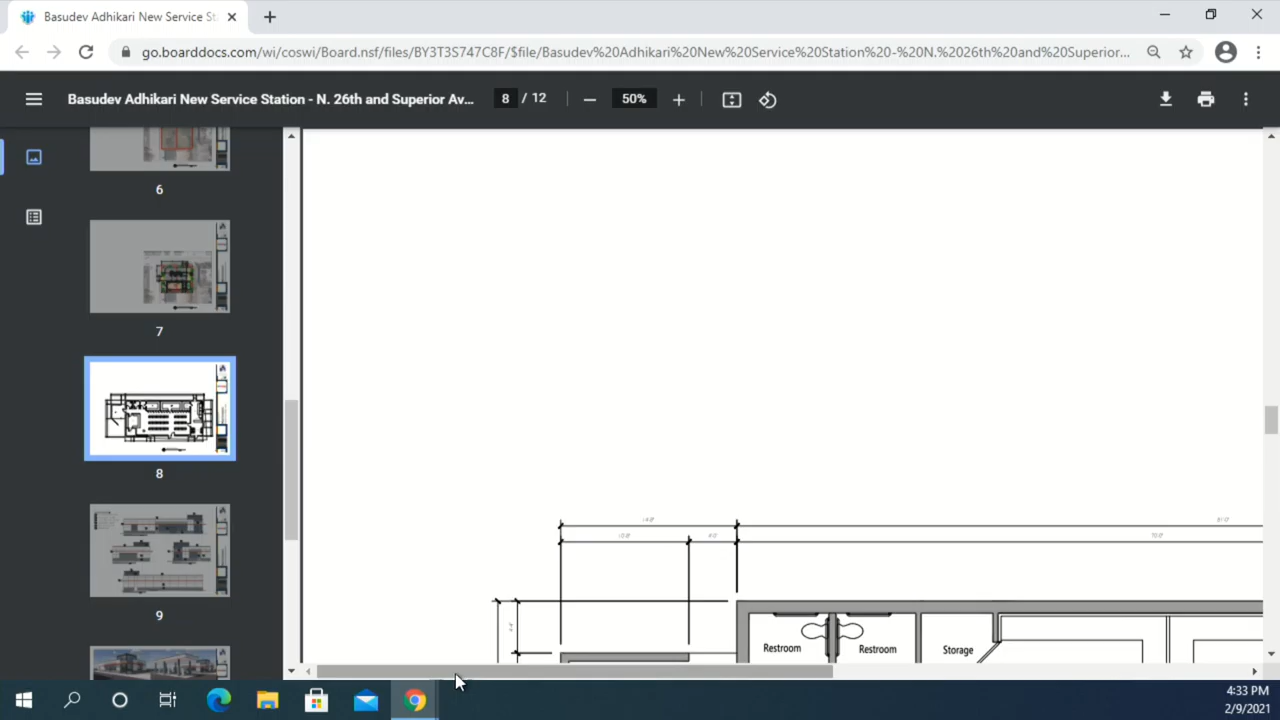 Basudev Adhikari New Service St
go.boarddocs.com/wi/coswi/Board.nsf/files/BY3T3S747C8F/$file/Basudev%20Adhikari%20New%20Service%20Station%20-%20N.%2026th%20and%20Superior...
Basudev Adhikari New Service Station - N. 26th and Superior Av...
8 / 12
50%
6
7
8
9
Restroom
Restroom
Storage
4:33 PM
2/9/2021